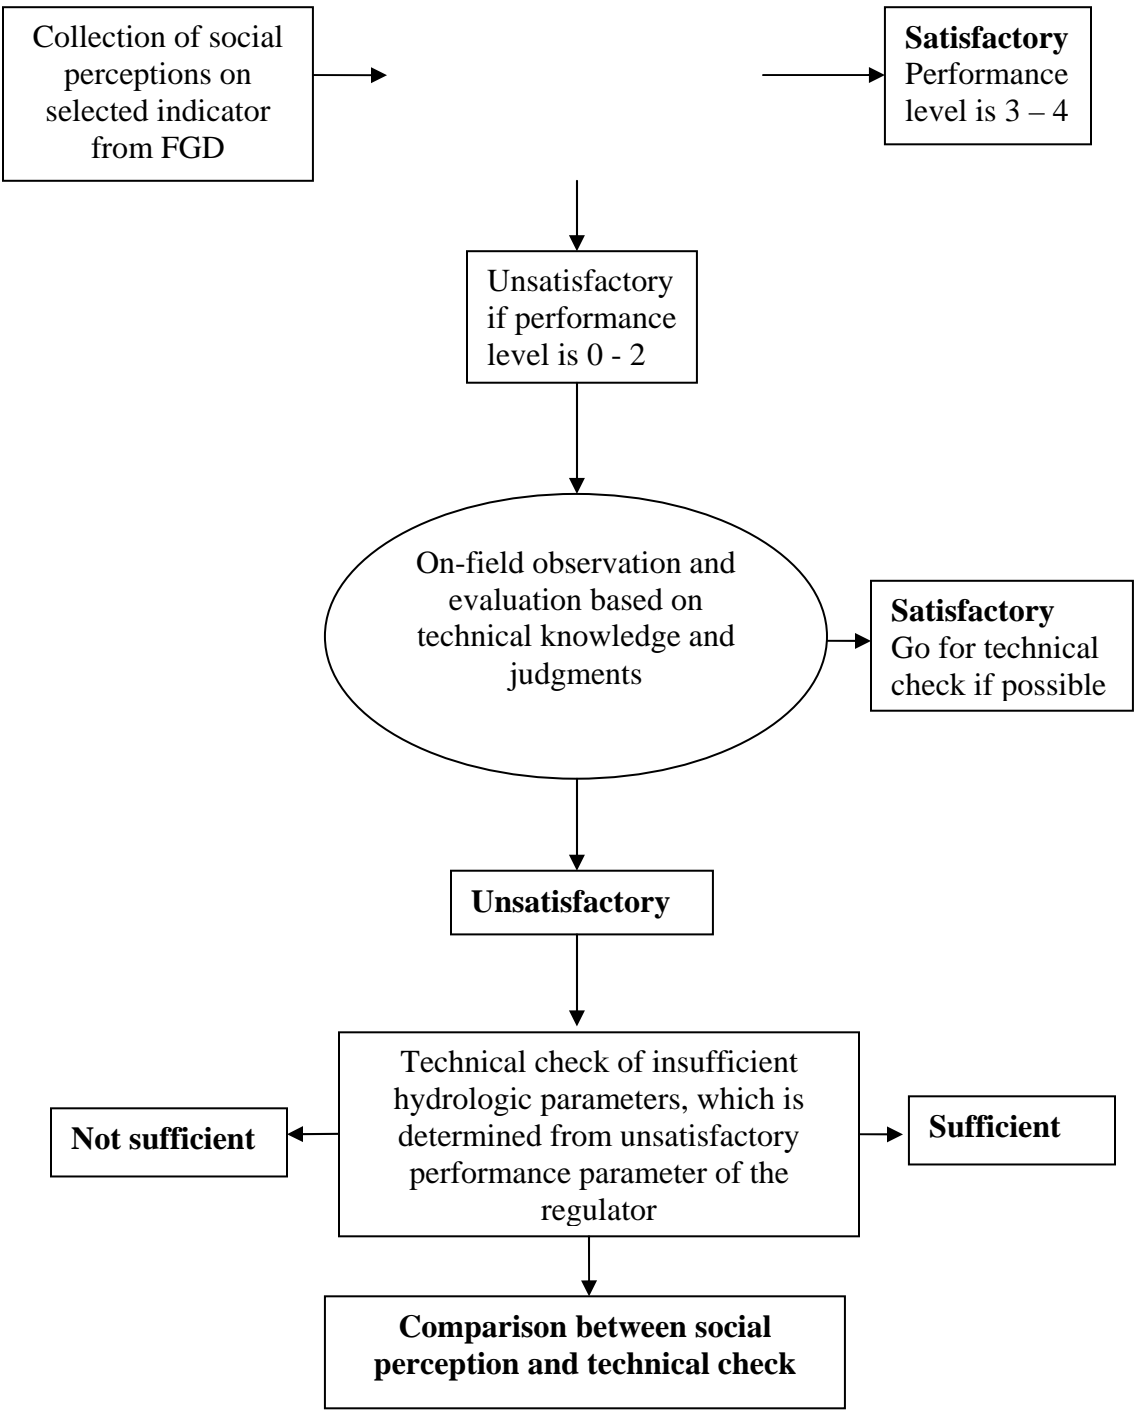 Collection of social
perceptions on
selected indicator
from FGD
Satisfactory
Performance
level is 3 – 4
Unsatisfactory
if performance
level is 0 - 2
On-field observation and
evaluation based on
technical knowledge and
judgments
Satisfactory
Go for technical
check if possible
Unsatisfactory
Technical check of insufficient
hydrologic parameters, which is
determined from unsatisfactory
performance parameter of the
regulator
Not sufficient
Sufficient
Comparison between social
perception and technical check